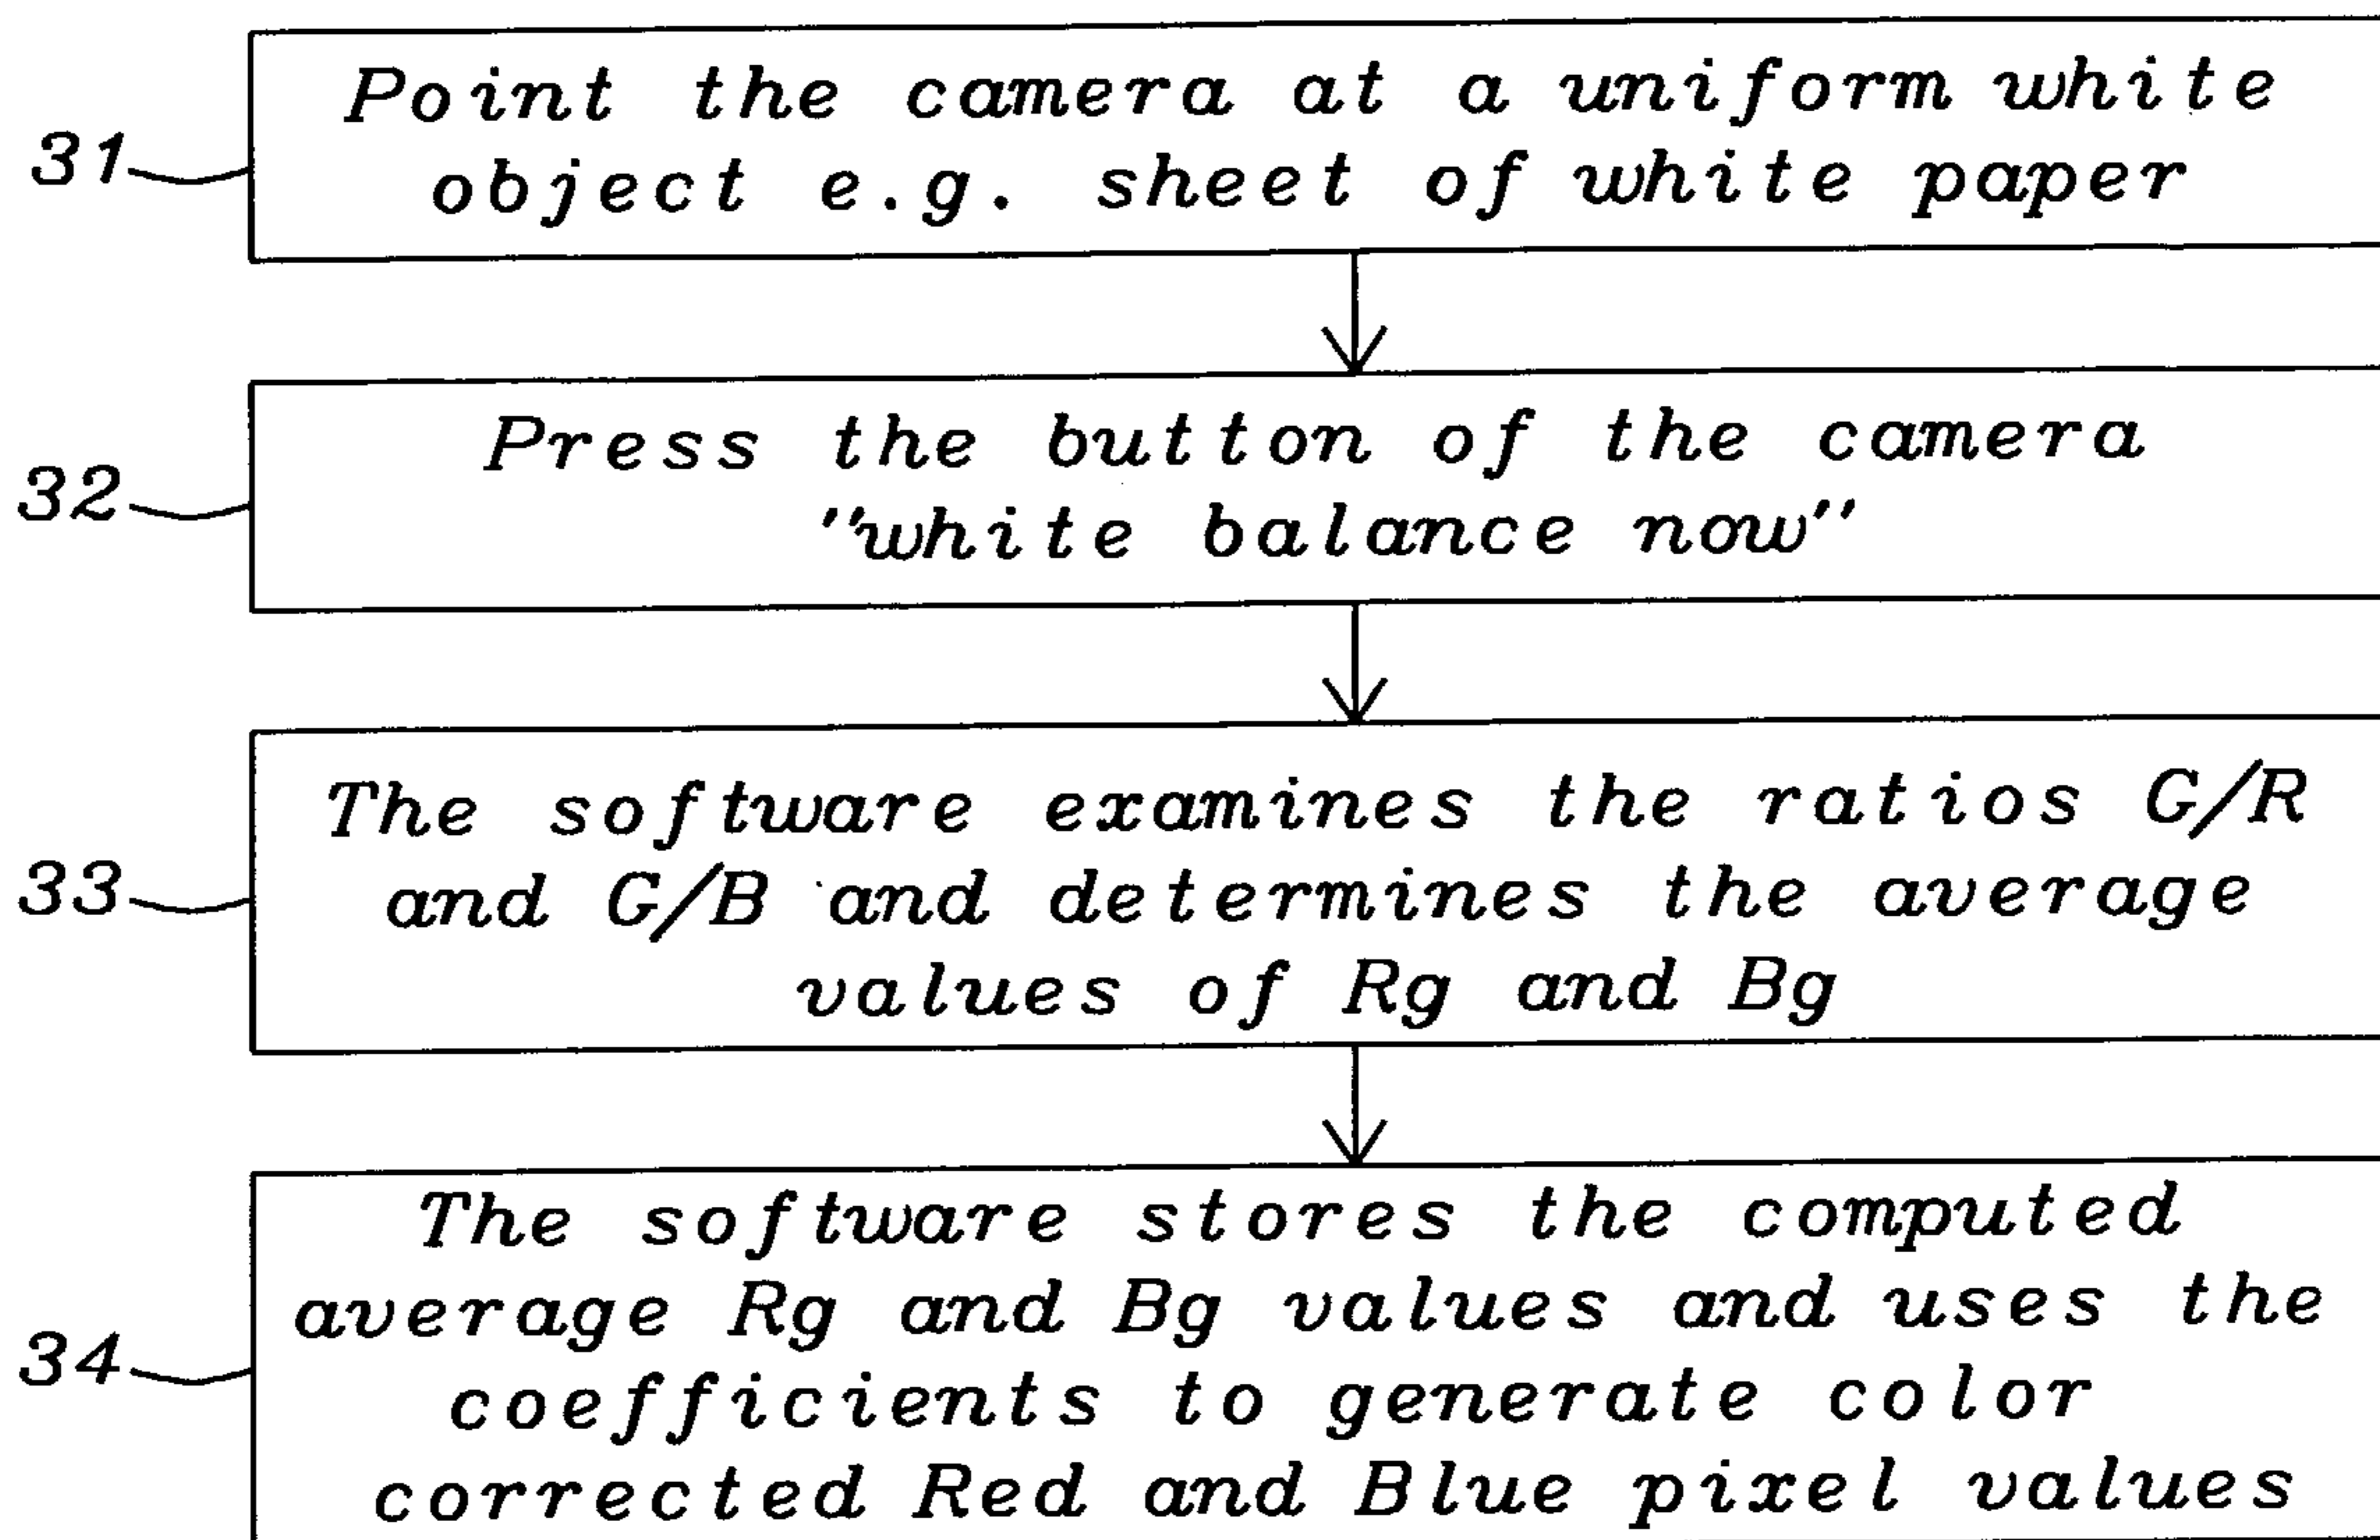 Point the camera at a uniform white
31
object e.g. sheet of white paper
Press the button of the camera
32
"white balance now"
The software examines the ratios G/R
33
and G/B and determines the average
values of Rg and Bg
The software stores the computed
average Rg and Bg values and uses the
34
coefficients to generate color
corrected Red and Blue pixel values